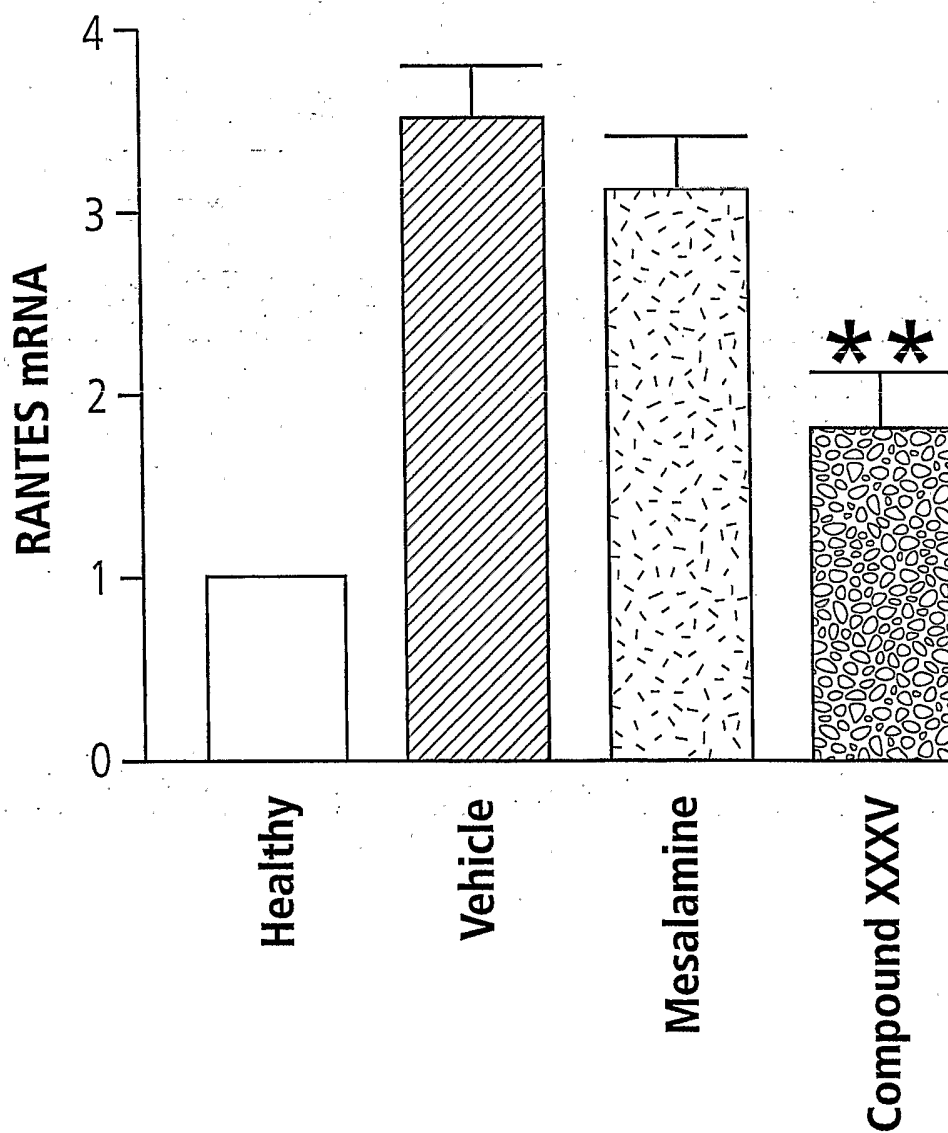 RANTES mRNA
4
3
2
1
0
**
Healthy
Vehicle
Mesalamine
Compound XXXV